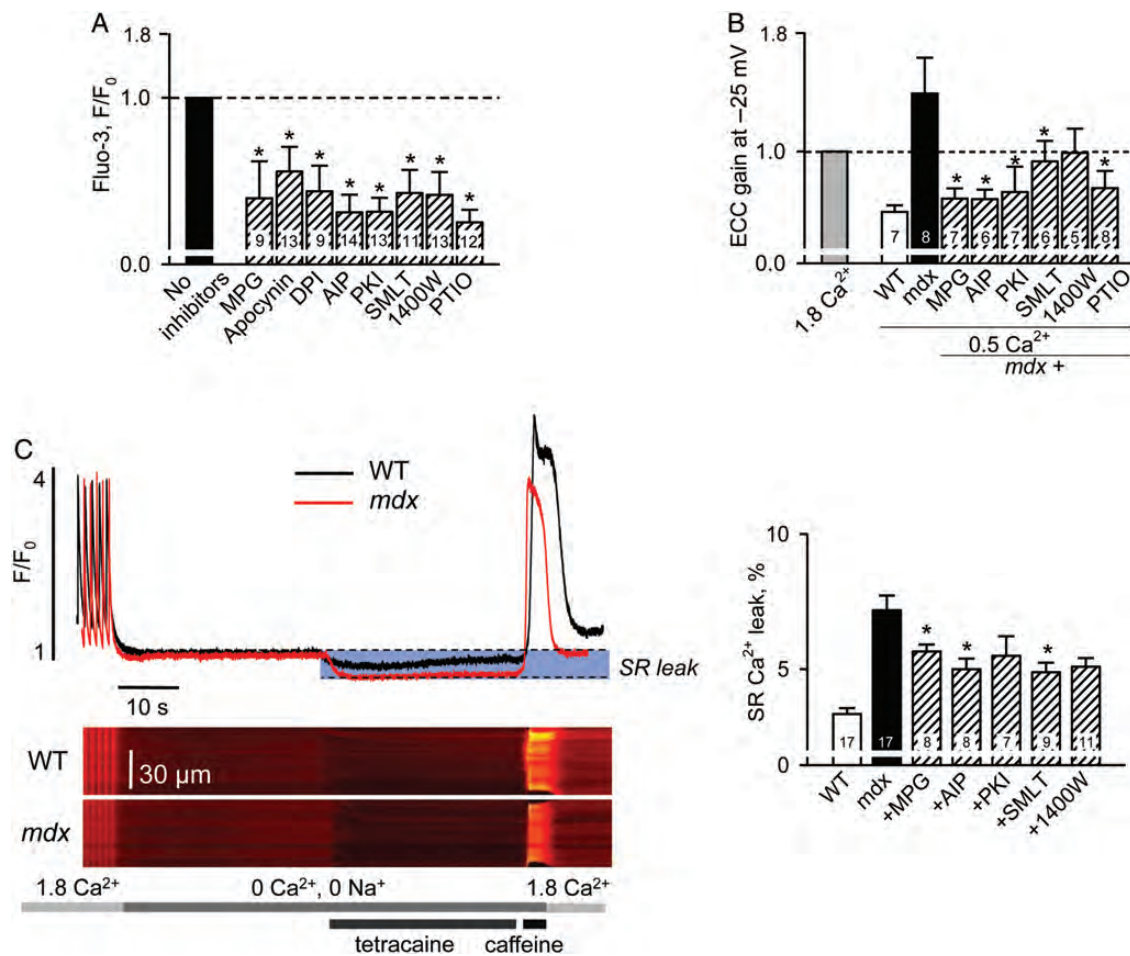 A
Fluo-3, F/F0
1.8
1.0
0.0
* * * * * * * *
9 13 9 14 13 11 13 12
No inhibitors
MPG
Apocynin
DPI
AIP
PKI
SMLT
1400W
PTIO
B
ECC gain at –25 mV
1.8
1.0
0.0
* * * * *
7 8 7 6 7 6 5 8
1.8 Ca2+
WT
mdx
MPG
AIP
PKI
SMLT
1400W
PTIO
0.5 Ca2+
mdx +
C
F/F0
4
1
WT
mdx
SR leak
10 s
WT
30 µm
mdx
1.8 Ca2+ 0 Ca2+, 0 Na+ 1.8 Ca2+
tetracaine caffeine
SR Ca2+ leak, %
10
5
0
* * *
17 17 8 8 7 9 11
WT
mdx
+MPG
+AIP
+PKI
+SMLT
+1400W